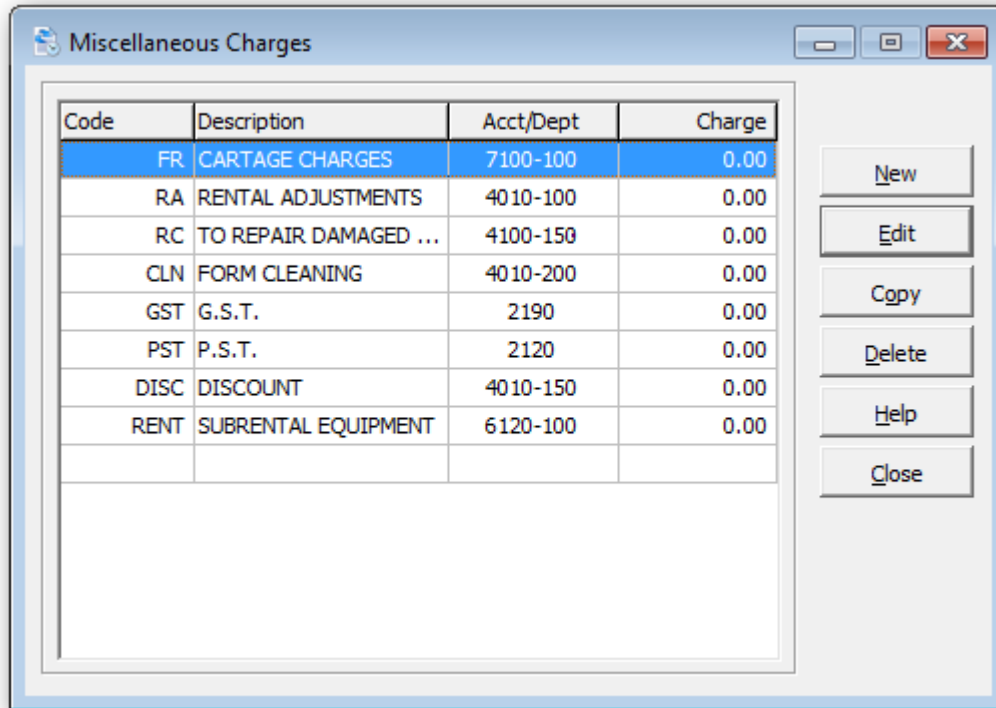 Miscellaneous Charges
Code Description Acct/Dept Charge
FR CARTAGE CHARGES 7100-100 0.00
RA RENTAL ADJUSTMENTS 4010-100 0.00
RC TO REPAIR DAMAGED ... 4100-150 0.00
CLN FORM CLEANING 4010-200 0.00
GST G.S.T. 2190 0.00
PST P.S.T. 2120 0.00
DISC DISCOUNT 4010-150 0.00
RENT SUBRENTAL EQUIPMENT 6120-100 0.00
New
Edit
Copy
Delete
Help
Close